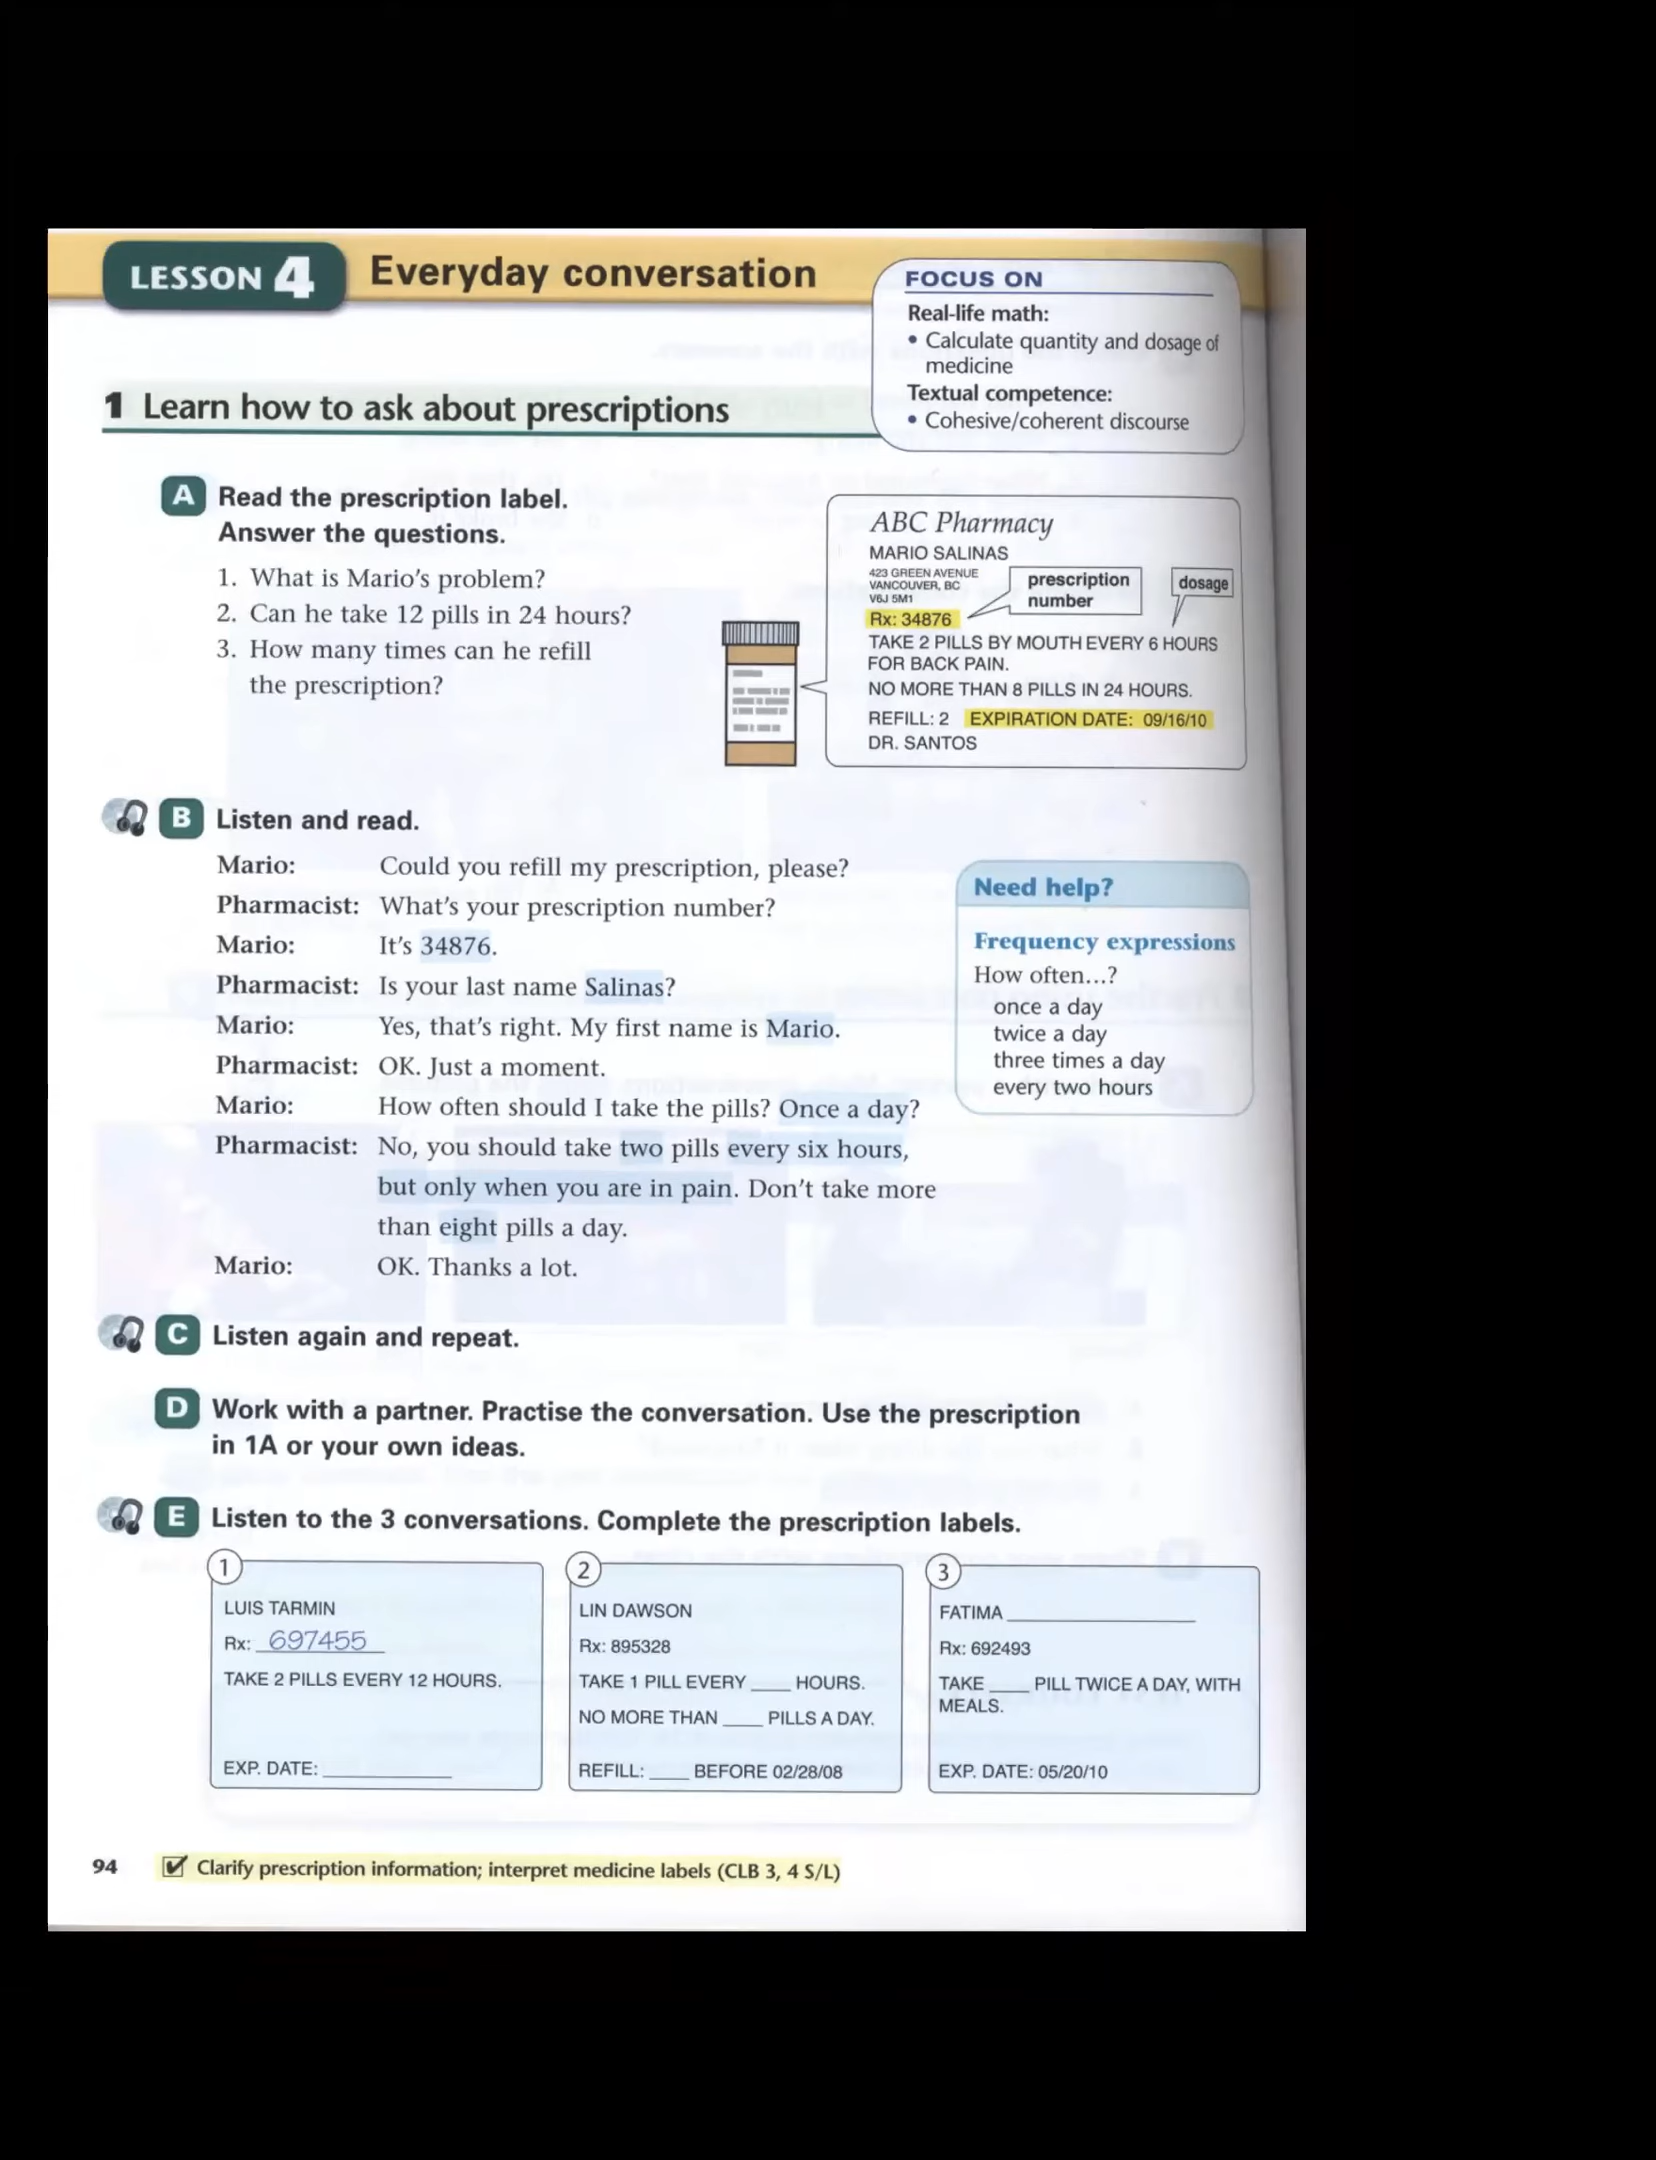 LESSON 4 Everyday conversation
FOCUS ON
Real-life math:
• Calculate quantity and dosage of
medicine
Textual competence:
• Cohesive/coherent discourse
1 Learn how to ask about prescriptions
A Read the prescription label.
Answer the questions.
1. What is Mario's problem?
2. Can he take 12 pills in 24 hours?
3. How many times can he refill
the prescription?
ABC Pharmacy
MARIO SALINAS
423 GREEN AVENUE
VANCOUVER, BC
V6J 5M1
prescription
number
dosage
Rx: 34876
TAKE 2 PILLS BY MOUTH EVERY 6 HOURS
FOR BACK PAIN.
NO MORE THAN 8 PILLS IN 24 HOURS.
REFILL: 2 EXPIRATION DATE: 09/16/10
DR. SANTOS
B Listen and read.
Mario: Could you refill my prescription, please?
Pharmacist: What's your prescription number?
Mario: It's 34876.
Pharmacist: Is your last name Salinas?
Mario: Yes, that's right. My first name is Mario.
Pharmacist: OK. Just a moment.
Mario: How often should I take the pills? Once a day?
Pharmacist: No, you should take two pills every six hours,
but only when you are in pain. Don't take more
than eight pills a day.
Mario: OK. Thanks a lot.
Need help?
Frequency expressions
How often...?
once a day
twice a day
three times a day
every two hours
C Listen again and repeat.
D Work with a partner. Practise the conversation. Use the prescription
in 1A or your own ideas.
E Listen to the 3 conversations. Complete the prescription labels.
1
LUIS TARMIN
Rx: 697455
TAKE 2 PILLS EVERY 12 HOURS.
EXP. DATE: ____
2
LIN DAWSON
Rx: 895328
TAKE 1 PILL EVERY ____ HOURS.
NO MORE THAN ____ PILLS A DAY.
REFILL: ____ BEFORE 02/28/08
3
FATIMA ____
Rx: 692493
TAKE ____ PILL TWICE A DAY, WITH
MEALS.
EXP. DATE: 05/20/10
94 Clarify prescription information; interpret medicine labels (CLB 3, 4 S/L)